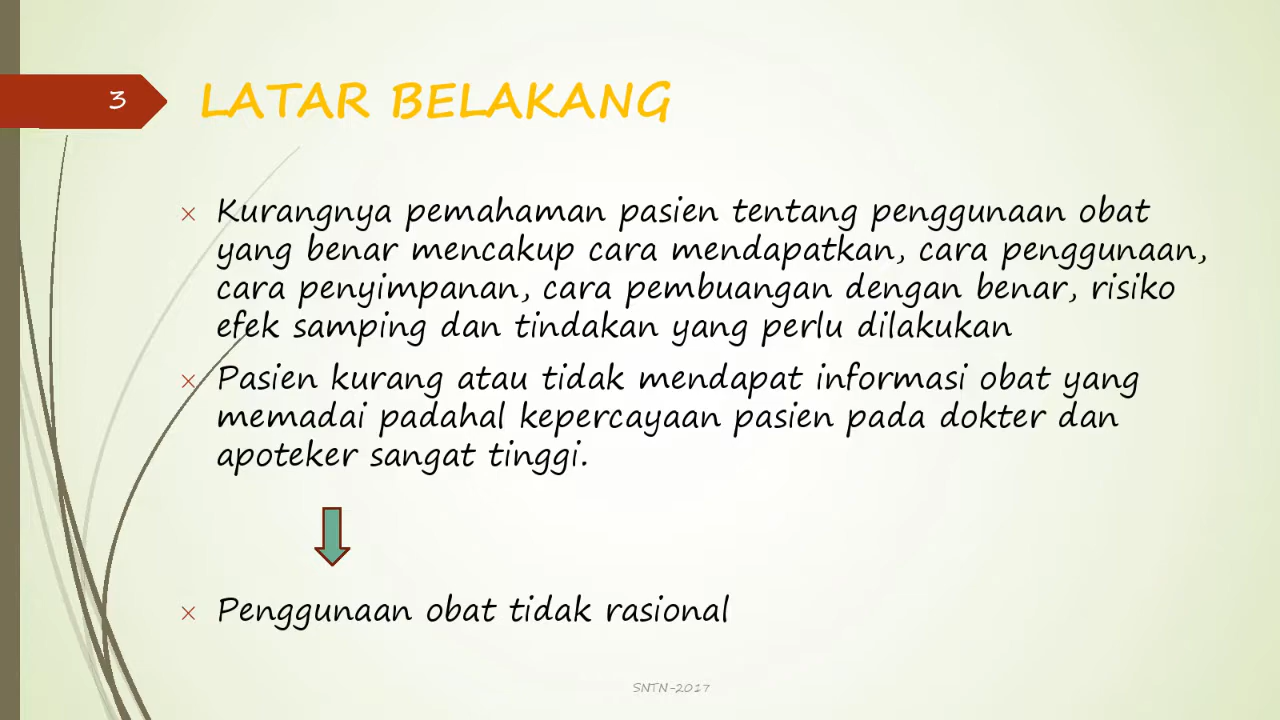 3
LATAR BELAKANG
Kurangnya pemahaman pasien tentang penggunaan obat
yang benar mencakup cara mendapatkan, cara penggunaan,
cara penyimpanan, cara pembuangan dengan benar, risiko
efek samping dan tindakan yang perlu dilakukan
Pasien kurang atau tidak mendapat informasi obat yang
memadai padahal kepercayaan pasien pada dokter dan
apoteker sangat tinggi.
Penggunaan obat tidak rasional
SNTN-2017